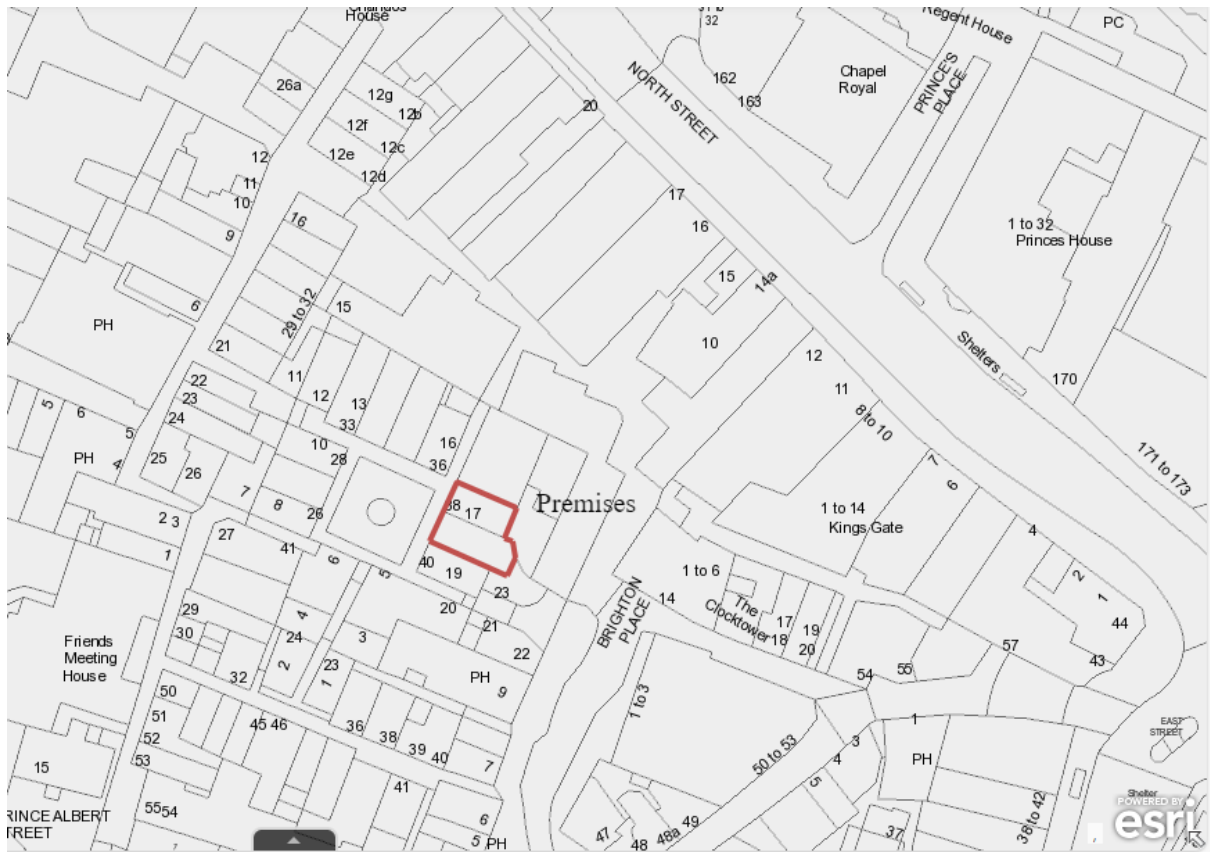 House
32
Regent House
PC
26a
12g
12b
12f
12c
12e
12d
20
NORTH STREET
162
163
Chapel
Royal
PRINCE'S
PLACE
12
11
10
9
16
17
16
1 to 32
Princes House
6
PH
29 to 32
15
15
14a
21
10
12
Shelters
11
12
13
33
11
8 to 10
170
22
23
24
5
6
5
PH
4
25
26
10
28
16
36
7
6
171 to 173
7
8
26
38
17
Premises
1 to 14
Kings Gate
4
2 3
1
27
41
6
5
40
19
23
20
21
22
BRIGHTON
PLACE
14
1 to 6
The
Clocktower
17
18
19
20
2
1
44
43
57
54
55
29
30
4
24
3
2
23
1
32
Friends
Meeting
House
PH
9
1 to 3
50
51
52
53
45 46
36
38
39
40
7
50 to 53
1
3
4
5
PH
EAST
STREET
15
41
6
5
PH
PRINCE ALBERT
STREET
55
54
47
48
48a
49
37
38 to 42
Shelter
POWERED BY
esri